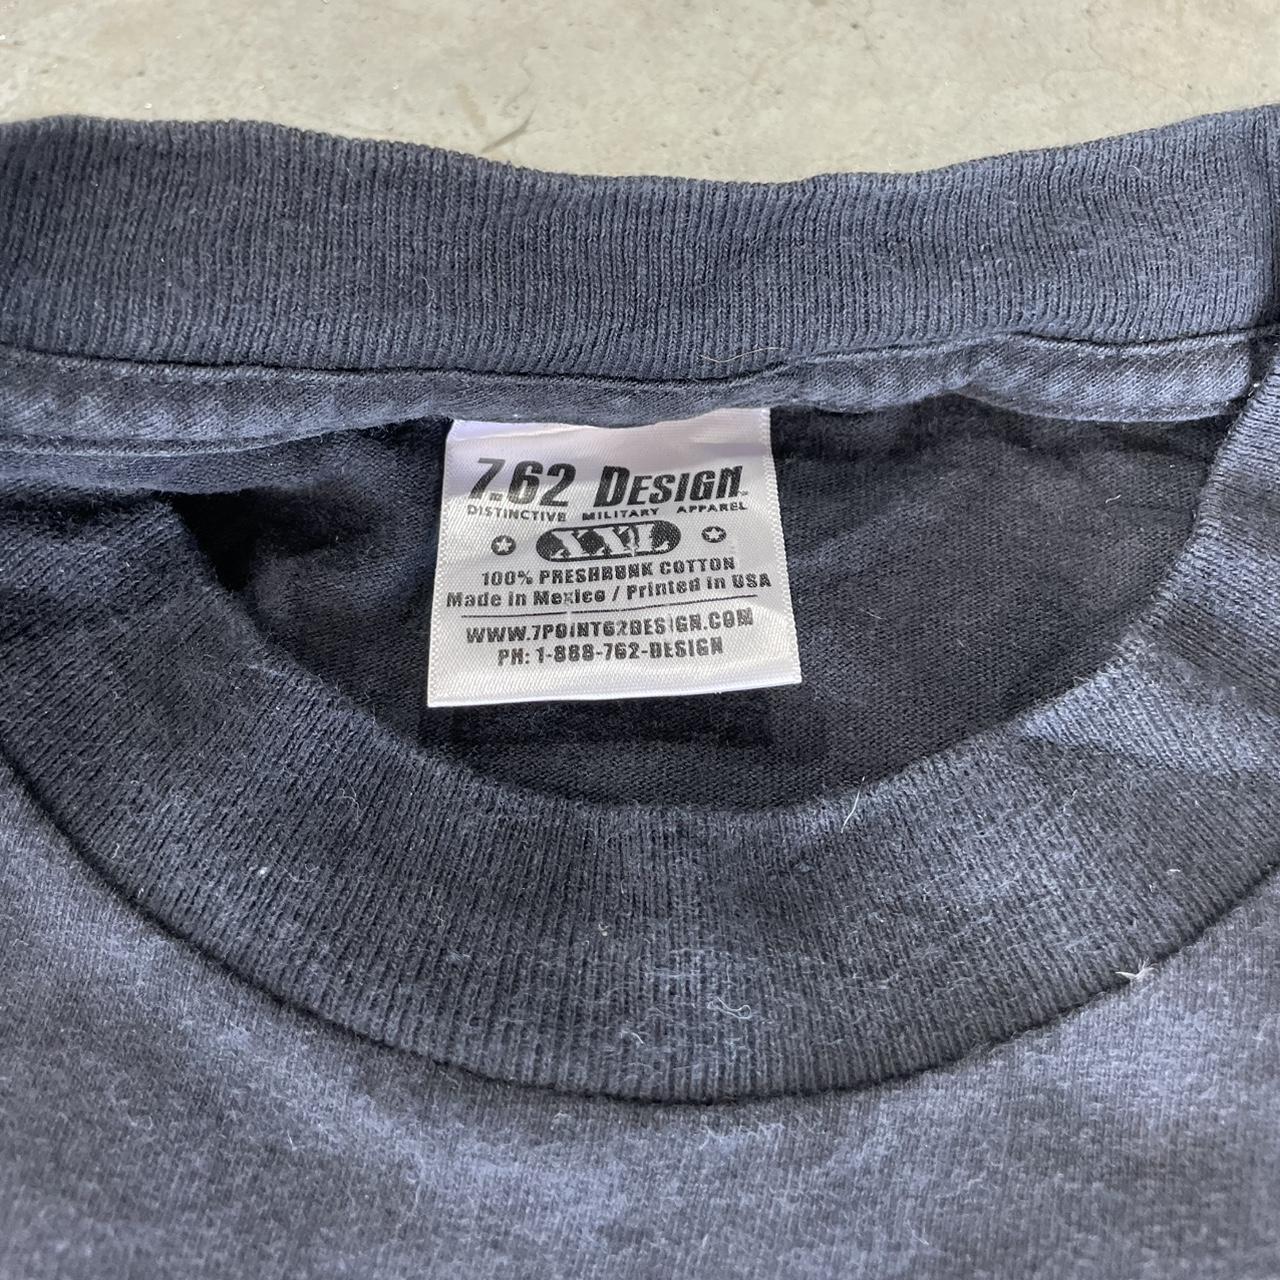 7.62 DESIGN™
DISTINCTIVE MILITARY APPAREL
XXL
100% PRESHRUNK COTTON
Made in Mexico / Printed in USA
WWW.7POINT62DESIGN.COM
PH: 1-888-762-DESIGN